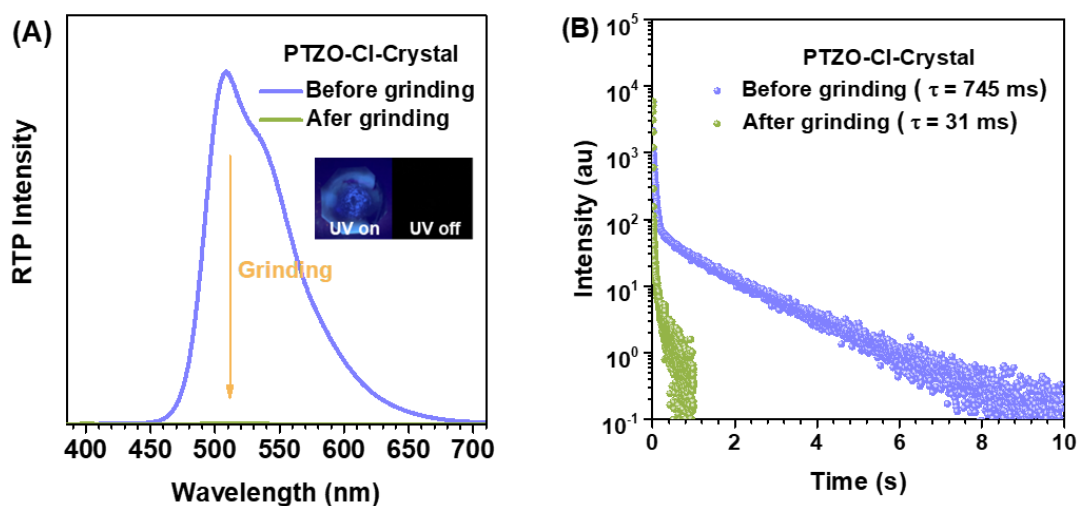 (A)
PTZO-Cl-Crystal
Before grinding
Afer grinding
UV on
UV off
Grinding
RTP Intensity
400 450 500 550 600 650 700
Wavelength (nm)
(B)
PTZO-Cl-Crystal
Before grinding ( τ = 745 ms)
After grinding ( τ = 31 ms)
Intensity (au)
10^5
10^4
10^3
10^2
10^1
10^0
10^-1
0 2 4 6 8 10
Time (s)